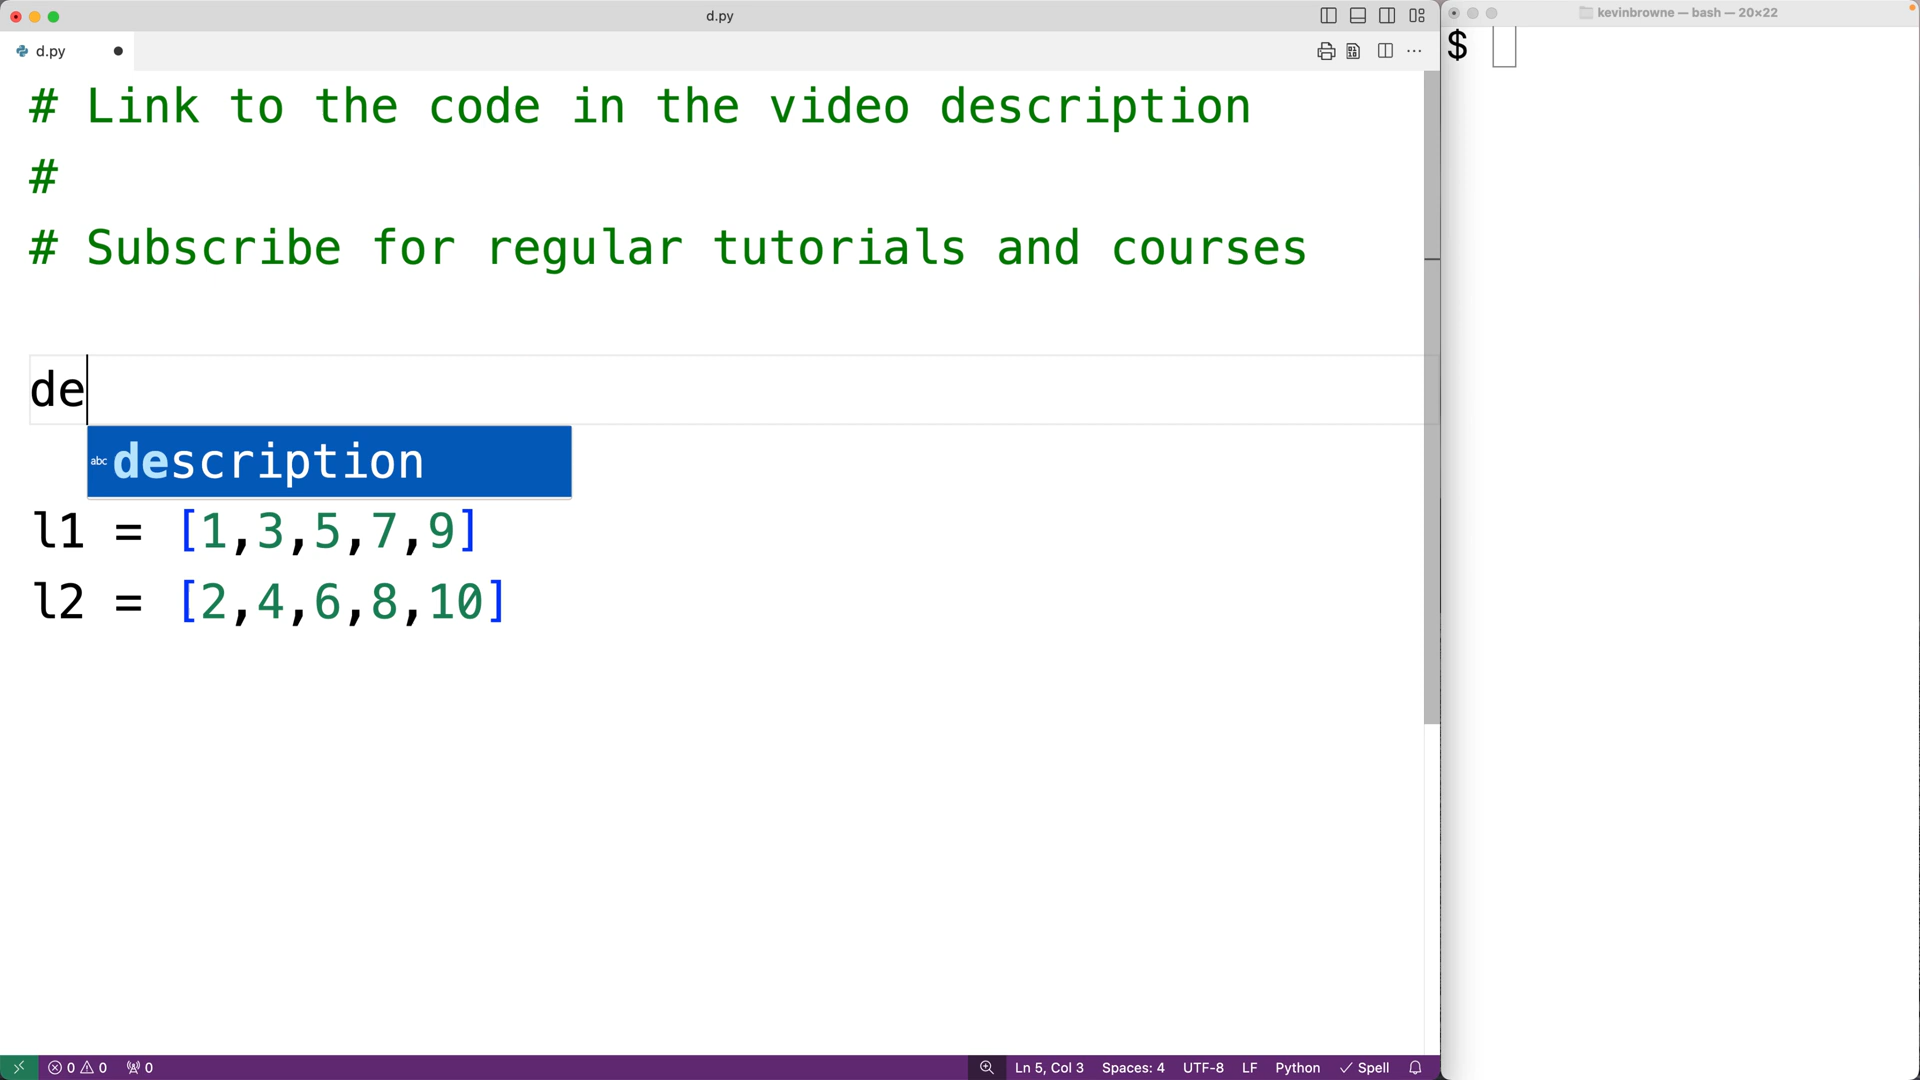 d.py
kevinbrowne — bash — 20×22
d.py
$
# Link to the code in the video description
#
# Subscribe for regular tutorials and courses
de
abc description
l1 = [1,3,5,7,9]
l2 = [2,4,6,8,10]
0 0 0 Ln 5, Col 3 Spaces: 4 UTF-8 LF Python Spell